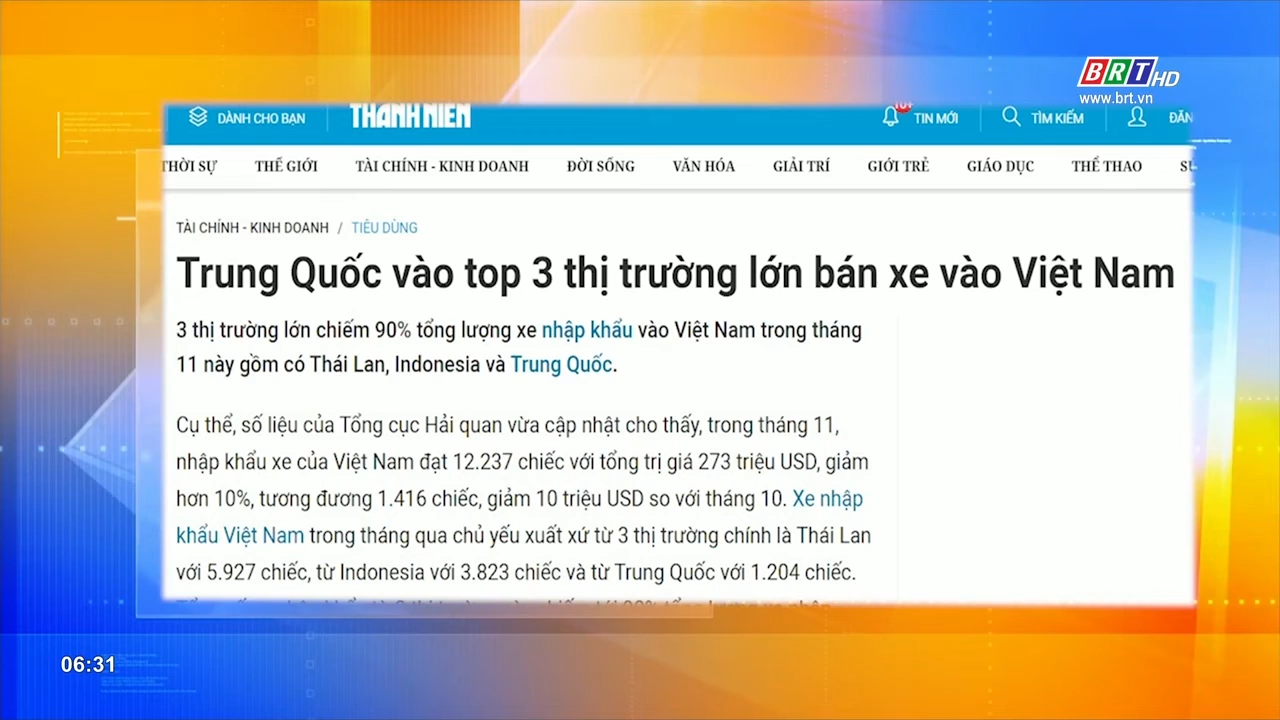 BRT HD
www.brt.vn
DÀNH CHO BẠN
THANH NIÊN
10+
TIN MỚI
TÌM KIẾM
ĐĂN
THỜI SỰ THẾ GIỚI TÀI CHÍNH - KINH DOANH ĐỜI SỐNG VĂN HÓA GIẢI TRÍ GIỚI TRẺ GIÁO DỤC THỂ THAO
TÀI CHÍNH - KINH DOANH / TIÊU DÙNG
Trung Quốc vào top 3 thị trường lớn bán xe vào Việt Nam
3 thị trường lớn chiếm 90% tổng lượng xe nhập khẩu vào Việt Nam trong tháng
11 này gồm có Thái Lan, Indonesia và Trung Quốc.
Cụ thể, số liệu của Tổng cục Hải quan vừa cập nhật cho thấy, trong tháng 11,
nhập khẩu xe của Việt Nam đạt 12.237 chiếc với tổng trị giá 273 triệu USD, giảm
hơn 10%, tương đương 1.416 chiếc, giảm 10 triệu USD so với tháng 10. Xe nhập
khẩu Việt Nam trong tháng qua chủ yếu xuất xứ từ 3 thị trường chính là Thái Lan
với 5.927 chiếc, từ Indonesia với 3.823 chiếc và từ Trung Quốc với 1.204 chiếc.
06:31